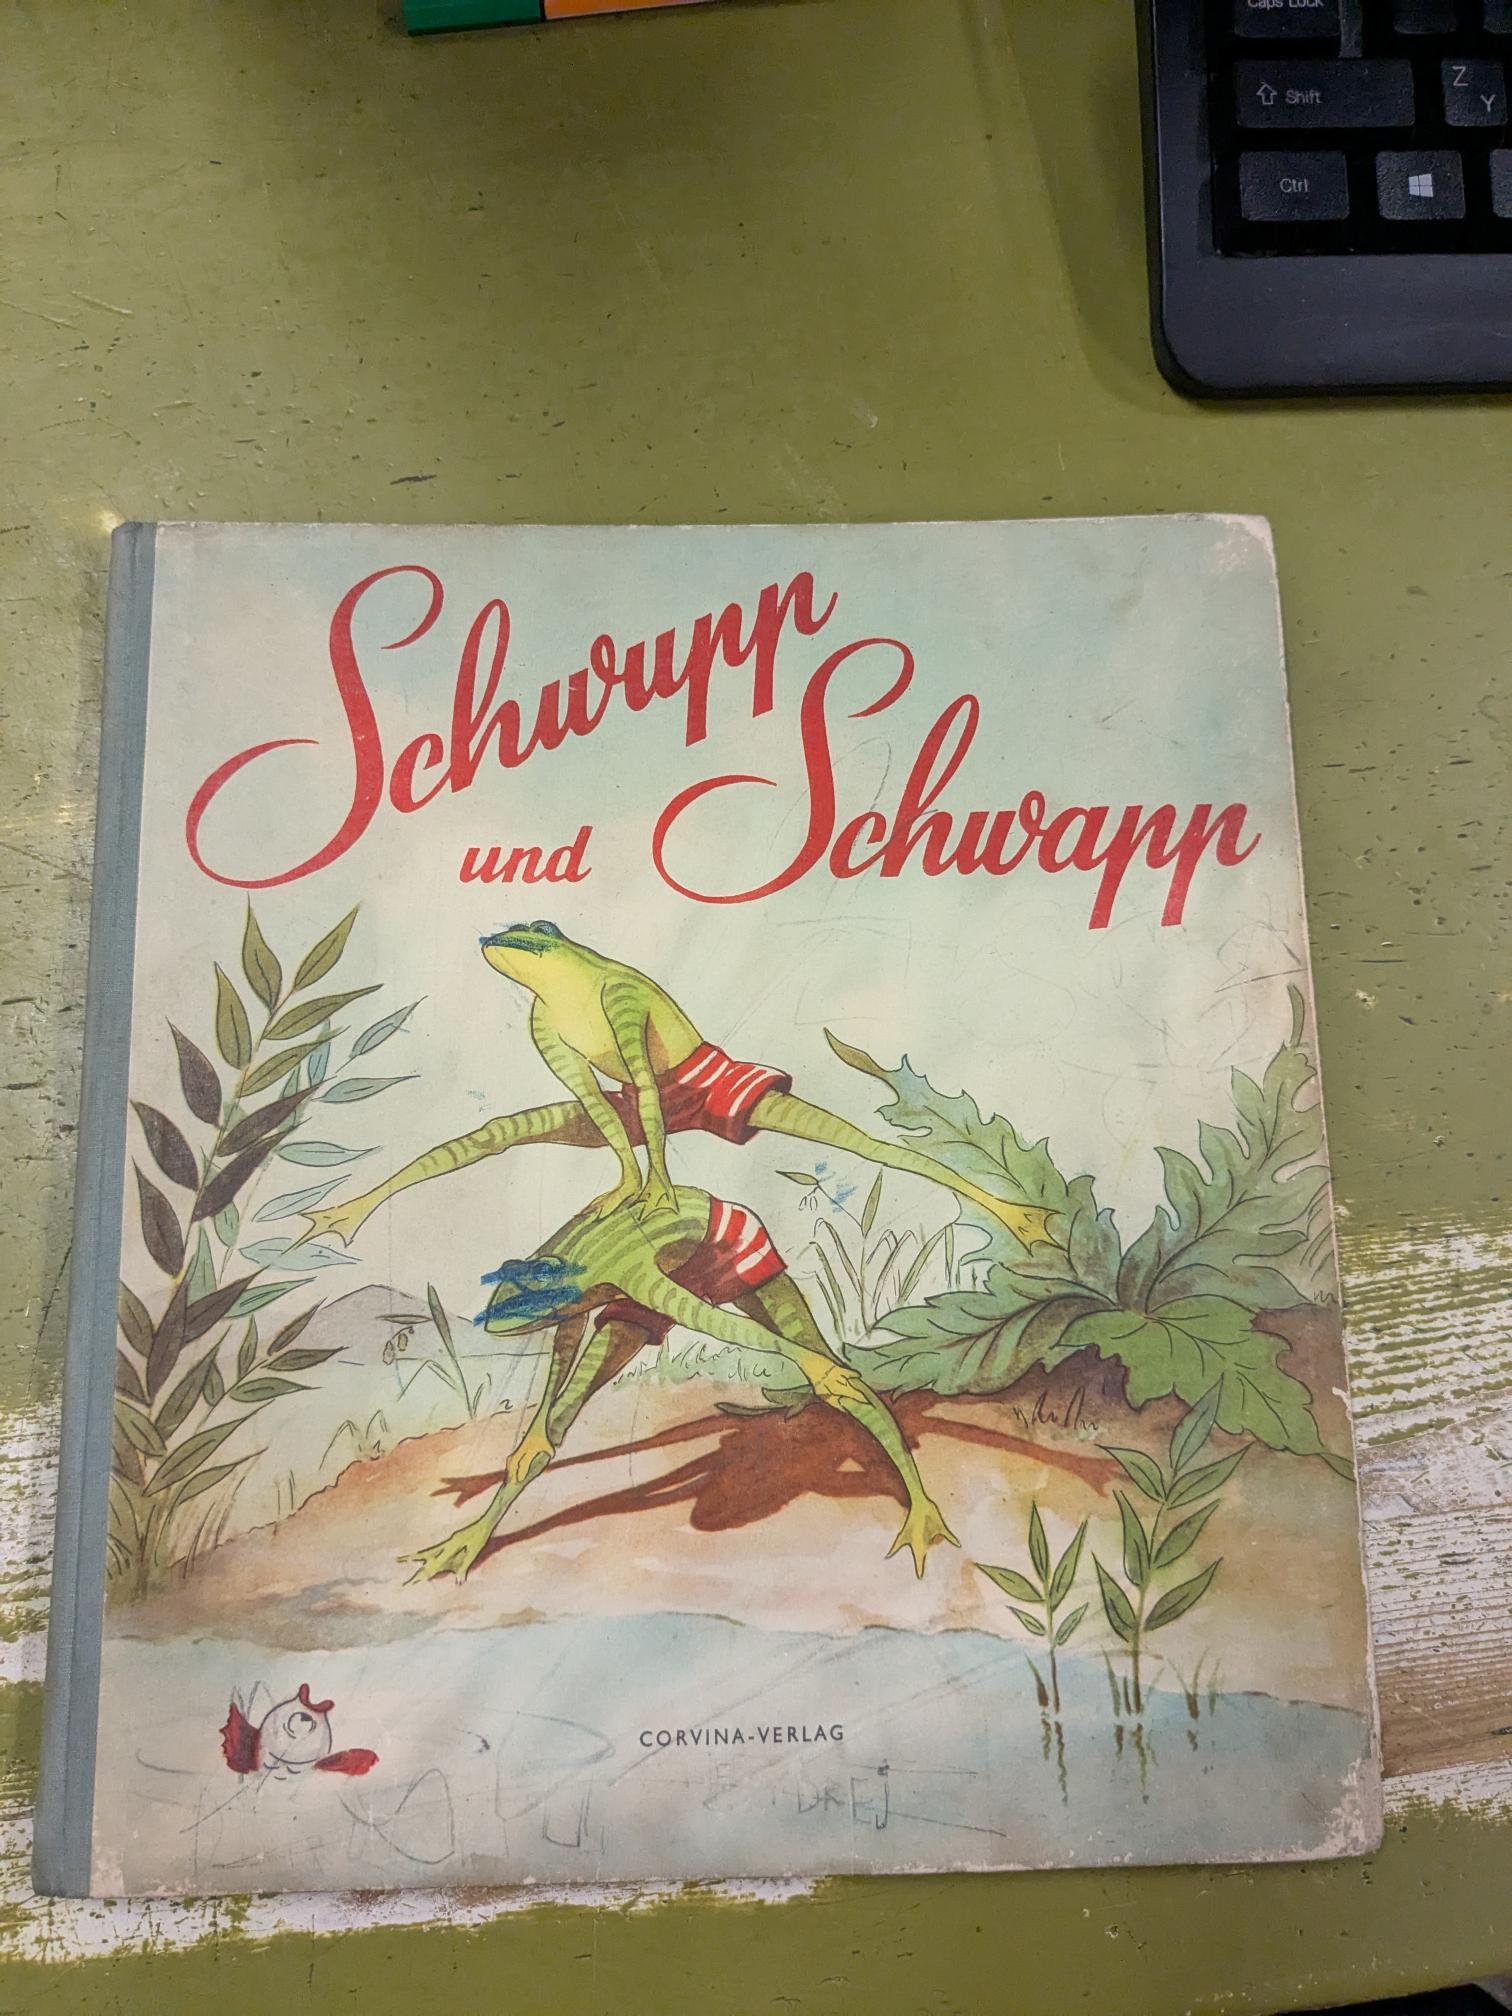 Caps Lock
Shift
Z
Y
Ctrl
Schwupp
und Schwapp
CORVINA-VERLAG